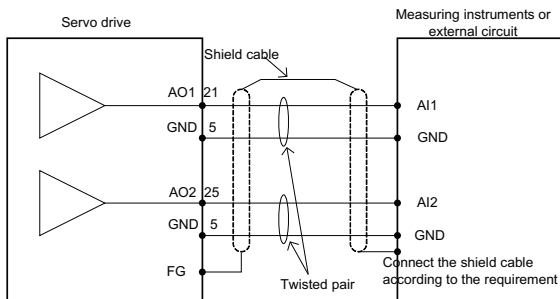 Servo drive
Measuring instruments or
external circuit
Shield cable
AO1 21
AI1
GND 5
GND
AO2 25
AI2
GND 5
GND
FG
Connect the shield cable
according to the requirement
Twisted pair